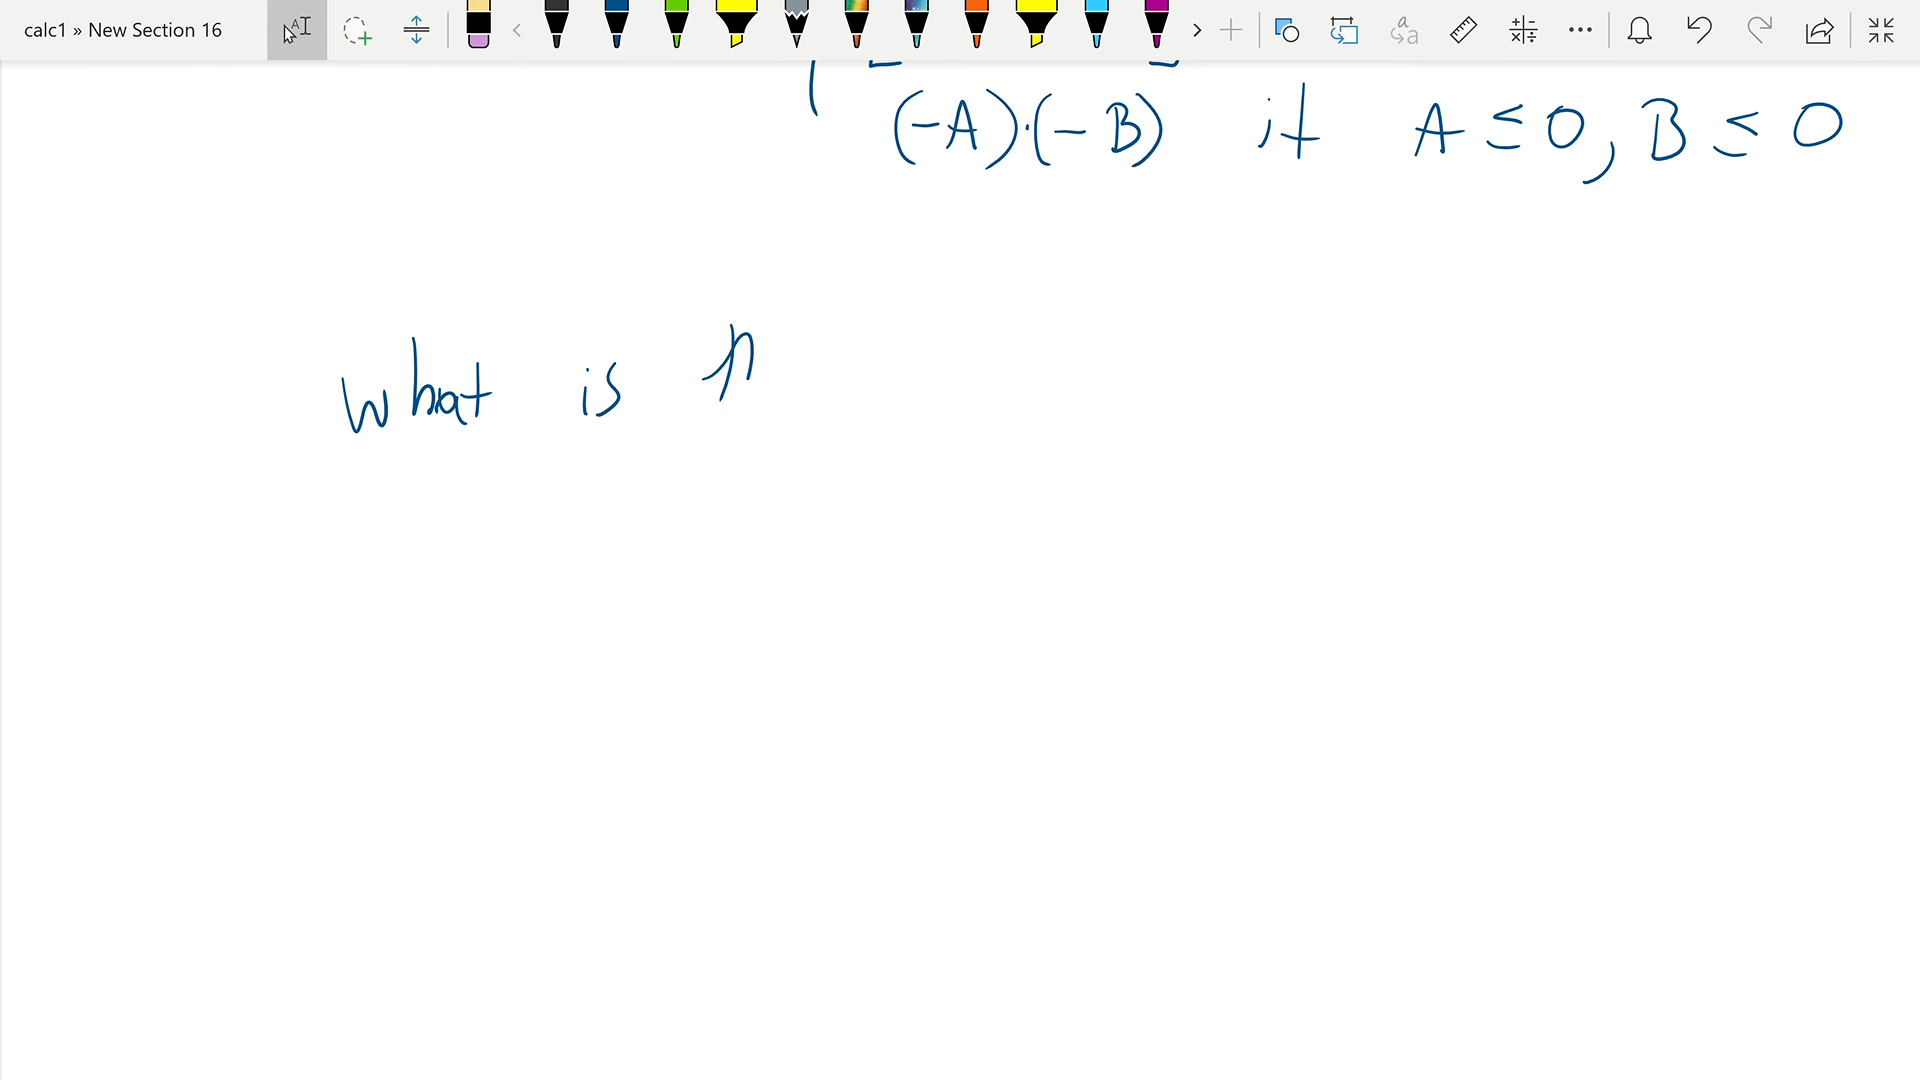 calc1 » New Section 16
(-A)·(-B) if A ≤ 0, B ≤ 0
What is